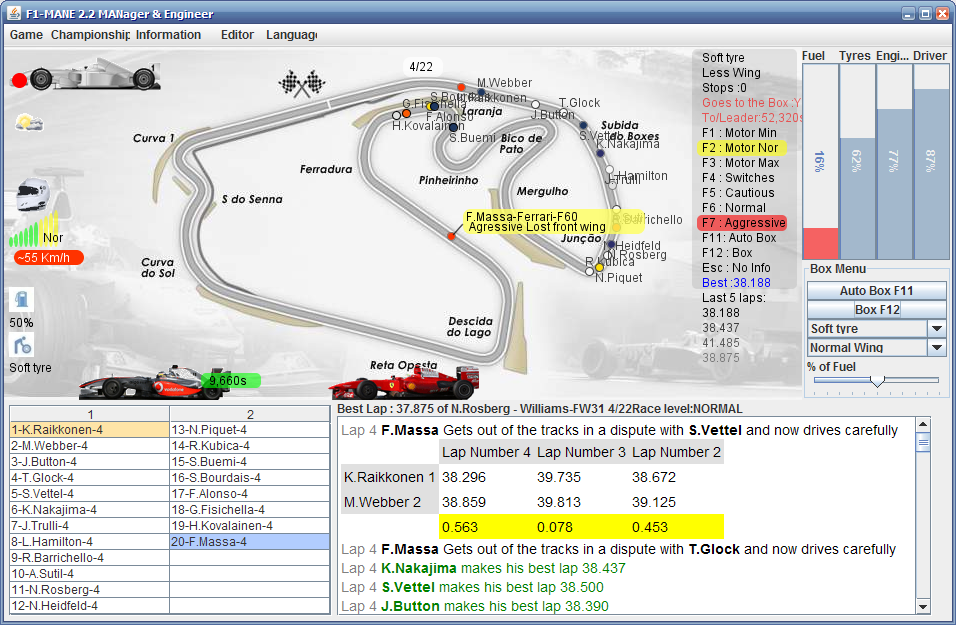 F1-MANE 2.2 MANager & Engineer
Game Championship Information Editor Language
4/22
Soft tyre
Less Wing
Stops :0
Goes to the Box :Y
To/Leader:52,320s
F1 : Motor Min
F2 : Motor Nor
F3 : Motor Max
F4 : Switches
F5 : Cautious
F6 : Normal
F7 : Aggressive
F11: Auto Box
F12 : Box
Esc : No Info
Best :38.188
Last 5 laps:
38.188
38.437
41.485
38.875
Fuel Tyres Engi... Driver
16% 62% 77% 87%
Box Menu
Auto Box F11
Box F12
Soft tyre
Normal Wing
% of Fuel
M.Webber
T.Glock
J.Button
G.Fisichella
F.Alonso
H.Kovalainen
S.Buemi
Laranja
Bico de
Pato
Subida
do Boxes
K.Nakajima
Curva 1
Ferradura
Pinheirinho
Mergulho
J.Trulli
S do Senna
F.Massa-Ferrari-F60
Agressive Lost front wing
Junção
N.Heidfeld
N.Rosberg
R.Kubica
N.Piquet
Nor
~55 Km/h
Curva
do Sol
50%
Descida
do Lago
Soft tyre
Reta Oposta
9.660s
1 2
1-K.Raikkonen-4 13-N.Piquet-4
2-M.Webber-4 14-R.Kubica-4
3-J.Button-4 15-S.Buemi-4
4-T.Glock-4 16-S.Bourdais-4
5-S.Vettel-4 17-F.Alonso-4
6-K.Nakajima-4 18-G.Fisichella-4
7-J.Trulli-4 19-H.Kovalainen-4
8-L.Hamilton-4 20-F.Massa-4
9-R.Barrichello-4
10-A.Sutil-4
11-N.Rosberg-4
12-N.Heidfeld-4
Best Lap : 37.875 of N.Rosberg - Williams-FW31 4/22Race level:NORMAL
Lap 4 F.Massa Gets out of the tracks in a dispute with S.Vettel and now drives carefully
Lap Number 4 Lap Number 3 Lap Number 2
K.Raikkonen 1 38.296 39.735 38.672
M.Webber 2 38.859 39.813 39.125
0.563 0.078 0.453
Lap 4 F.Massa Gets out of the tracks in a dispute with T.Glock and now drives carefully
Lap 4 K.Nakajima makes his best lap 38.437
Lap 4 S.Vettel makes his best lap 38.500
Lap 4 J.Button makes his best lap 38.390